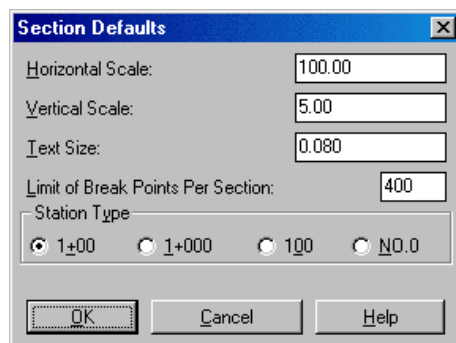 Section Defaults
Horizontal Scale: 100.00
Vertical Scale: 5.00
Text Size: 0.080
Limit of Break Points Per Section: 400
Station Type
1+00 1+000 100 NO.0
OK Cancel Help